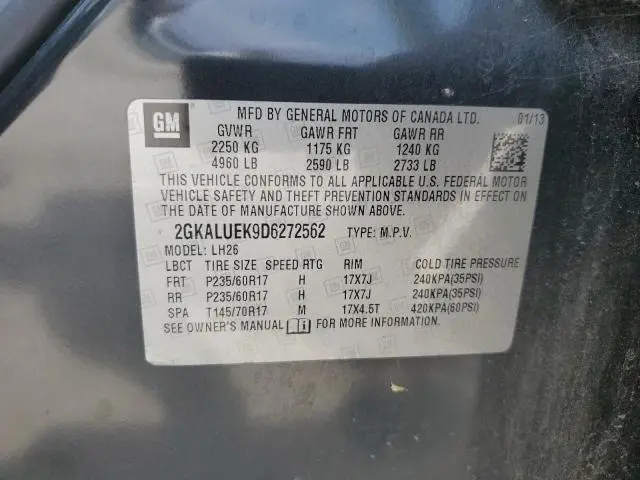 GM MFD BY GENERAL MOTORS OF CANADA LTD. 01/13
GVWR GAWR FRT GAWR RR
2250 KG 1175 KG 1240 KG
4960 LB 2590 LB 2733 LB
THIS VEHICLE CONFORMS TO ALL APPLICABLE U.S. FEDERAL MOTOR
VEHICLE SAFETY AND THEFT PREVENTION STANDARDS IN EFFECT ON
THE DATE OF MANUFACTURE SHOWN ABOVE.
2GKALUEK9D6272562 TYPE: M.P.V.
MODEL: LH26
LBCT TIRE SIZE SPEED RTG RIM COLD TIRE PRESSURE
FRT P235/60R17 H 17X7J 240KPA(35PSI)
RR P235/60R17 H 17X7J 240KPA(35PSI)
SPA T145/70R17 M 17X4.5T 420KPA(60PSI)
SEE OWNER'S MANUAL FOR MORE INFORMATION.